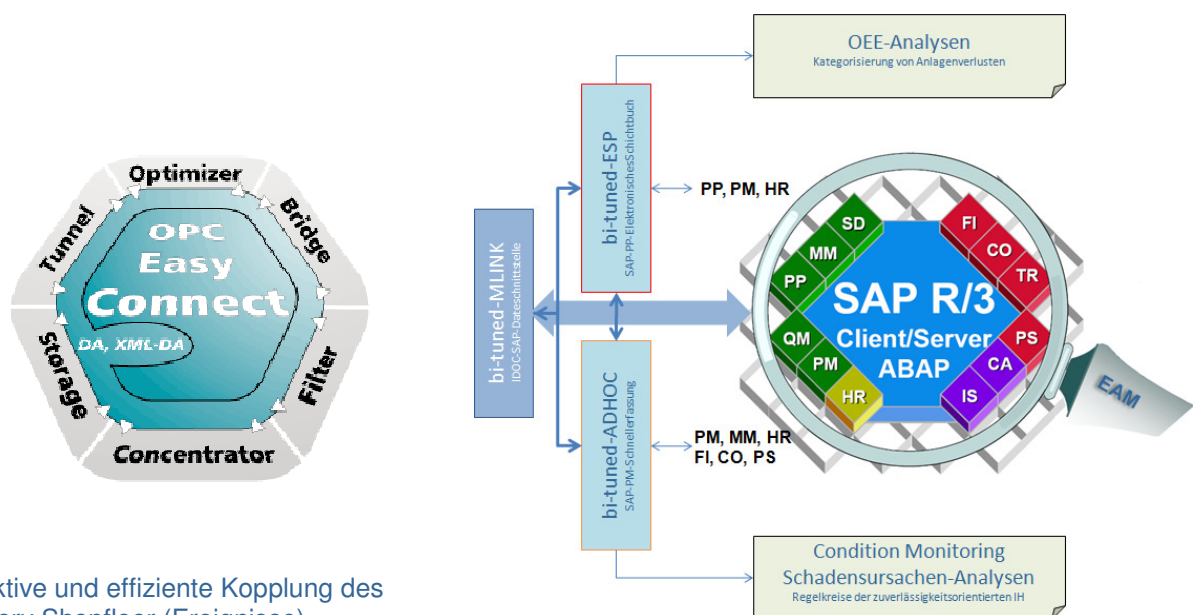 Optimizer
Tunnel
Bridge
OPC
Easy
Connect
DA, XML-DA
Storage
Filter
Concentrator
ktive und effiziente Kopplung des
bi-tuned-MLINK
IDOC-SAP-Dateschnittstelle
bi-tuned-ESP
SAP-PP-ElektronischesSchichtbuch
bi-tuned-ADHOC
SAP-PM-Schnellerfassung
OEE-Analysen
Kategorisierung von Anlagenverlusten
PP, PM, HR
PM, MM, HR
FI, CO, PS
SD
MM
PP
FI
CO
TR
SAP R/3
Client/Server
ABAP
QM
PM
HR
PS
CA
IS
EAM
Condition Monitoring
Schadensursachen-Analysen
Regelkreise der zuverlässigkeitsorientierten IH